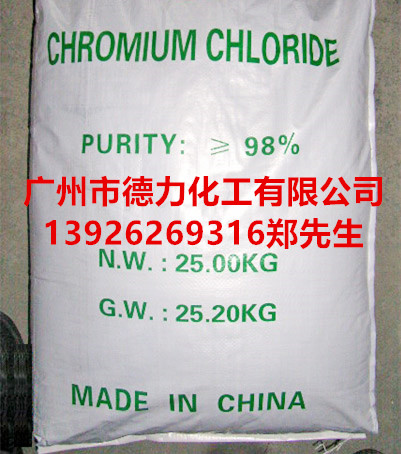 CHROMIUM CHLORIDE
PURITY: ≥ 98%
广州市德力化工有限公司
13926269316郑先生
N.W.: 25.00KG
G.W.: 25.20KG
MADE IN CHINA